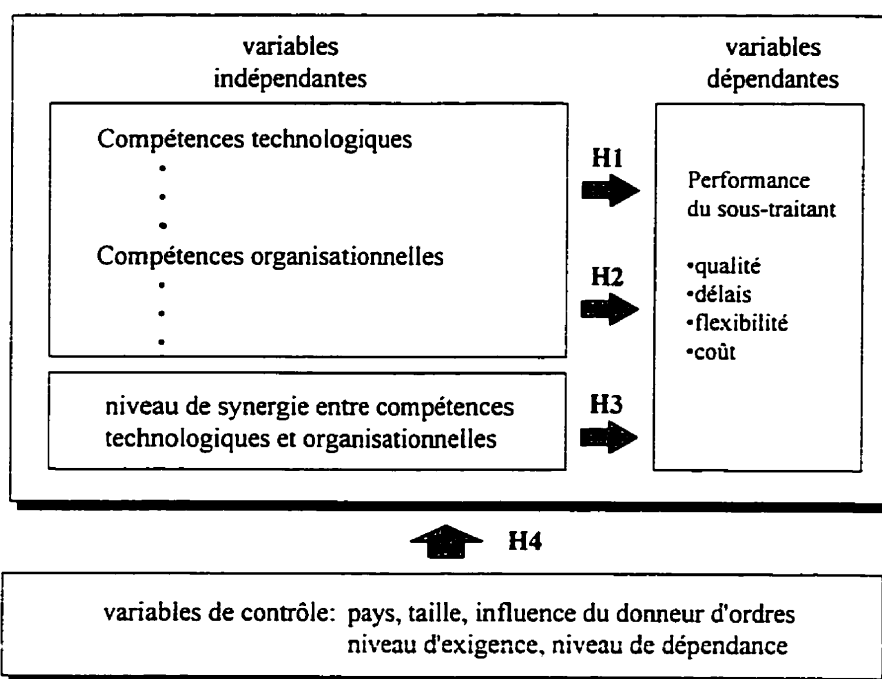 variables
indépendantes
variables
dépendantes
Compétences technologiques
•
•
•
Compétences organisationnelles
•
•
•
H1
H2
Performance
du sous-traitant
•qualité
•délais
•flexibilité
•coût
niveau de synergie entre compétences
technologiques et organisationnelles
H3
H4
variables de contrôle: pays, taille, influence du donneur d'ordres
niveau d'exigence, niveau de dépendance